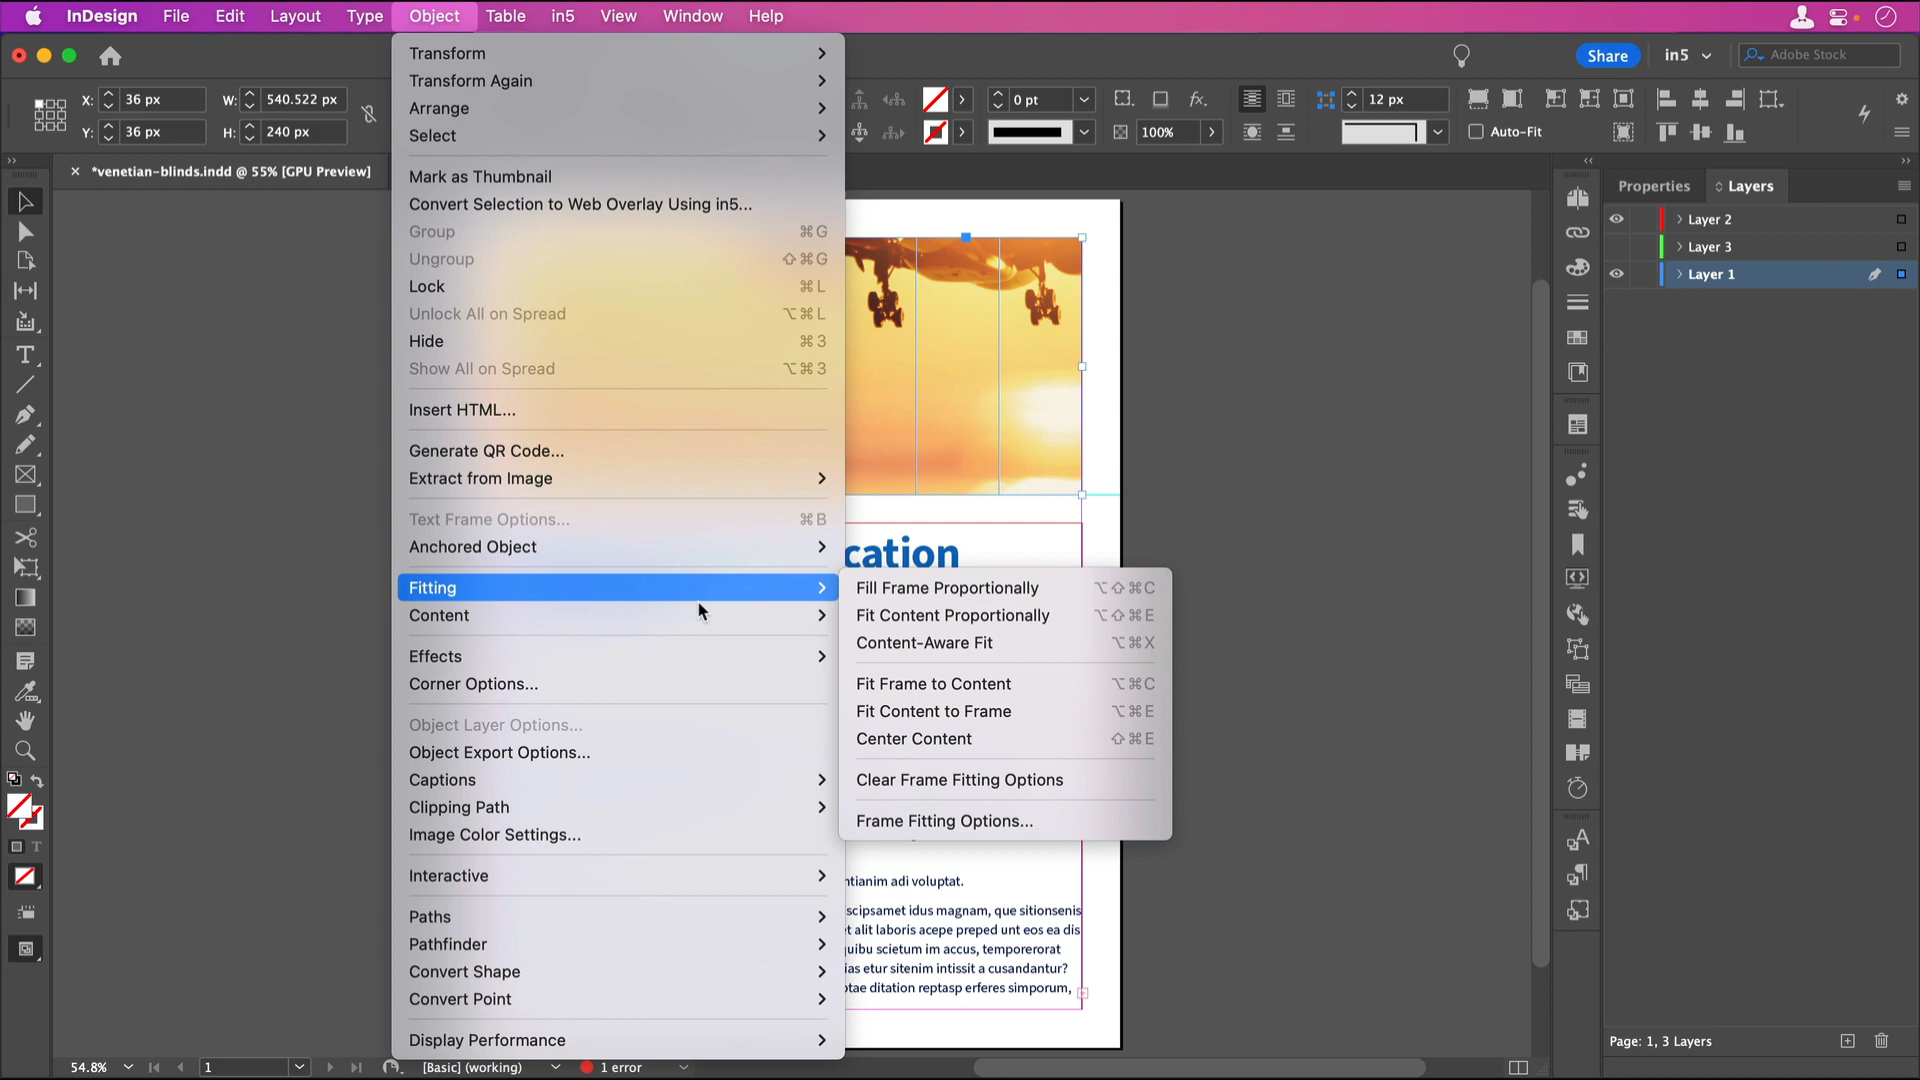 InDesign File Edit Layout Type Object Table in5 View Window Help
Share in5 Adobe Stock
X: 36 px W: 540.522 px 0 pt fx. 12 px
Y: 36 px H: 240 px 100% Auto-Fit
*venetian-blinds.indd @ 55% [GPU Preview]
Transform
Transform Again
Arrange
Select
Mark as Thumbnail
Convert Selection to Web Overlay Using in5...
Group ⌘G
Ungroup ⇧⌘G
Lock ⌘L
Unlock All on Spread ⌥⌘L
Hide ⌘3
Show All on Spread ⌥⌘3
Insert HTML...
Generate QR Code...
Extract from Image
Text Frame Options... ⌘B
Anchored Object
Fitting
Content
Effects
Corner Options...
Object Layer Options...
Object Export Options...
Captions
Clipping Path
Image Color Settings...
Interactive
Paths
Pathfinder
Convert Shape
Convert Point
Display Performance
Fill Frame Proportionally ⌥⇧⌘C
Fit Content Proportionally ⌥⇧⌘E
Content-Aware Fit ⌥⌘X
Fit Frame to Content ⌥⌘C
Fit Content to Frame ⌥⌘E
Center Content ⇧⌘E
Clear Frame Fitting Options
Frame Fitting Options...
cation
ntianim adi voluptat.
scipsamet idus magnam, que sitionsenis
t alit laboris acepe preped unt eos ea dis
quibu scietum im accus, temporerorat
ias etur sitenim intissit a cusandantur?
ptae ditation reptasp erferes simporum,
Properties Layers
Layer 2
Layer 3
Layer 1
Page: 1, 3 Layers
54.8% 1 [Basic] (working) 1 error